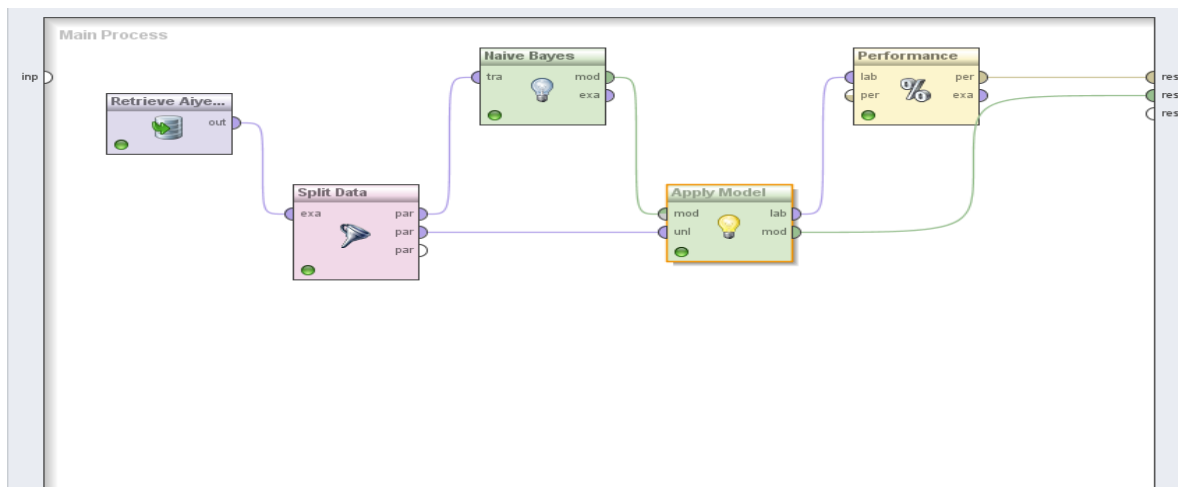 Main Process
inp
Retrieve Aiye...
out
Split Data
exa
par
par
par
Naive Bayes
tra
mod
exa
Apply Model
mod
lab
unl
mod
Performance
lab
per
per
exa
res
res
res